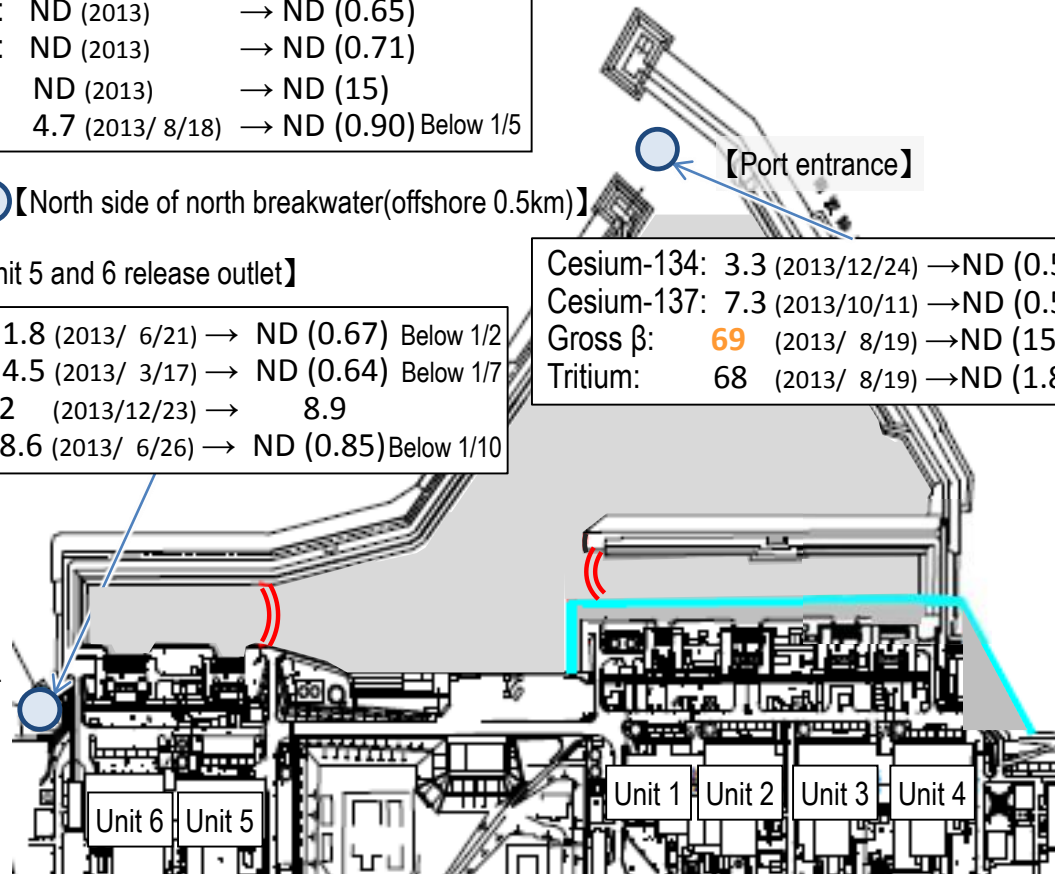 : ND (2013) → ND (0.65)
: ND (2013) → ND (0.71)
ND (2013) → ND (15)
4.7 (2013/ 8/18) → ND (0.90) Below 1/5
【Port entrance】
【North side of north breakwater(offshore 0.5km)】
nit 5 and 6 release outlet】
Cesium-134: 3.3 (2013/12/24) →ND (0.5
Cesium-137: 7.3 (2013/10/11) →ND (0.5
Gross β: 69 (2013/ 8/19) →ND (15
Tritium: 68 (2013/ 8/19) →ND (1.8
1.8 (2013/ 6/21) → ND (0.67) Below 1/2
4.5 (2013/ 3/17) → ND (0.64) Below 1/7
2 (2013/12/23) → 8.9
8.6 (2013/ 6/26) → ND (0.85) Below 1/10
Unit 6
Unit 5
Unit 1
Unit 2
Unit 3
Unit 4